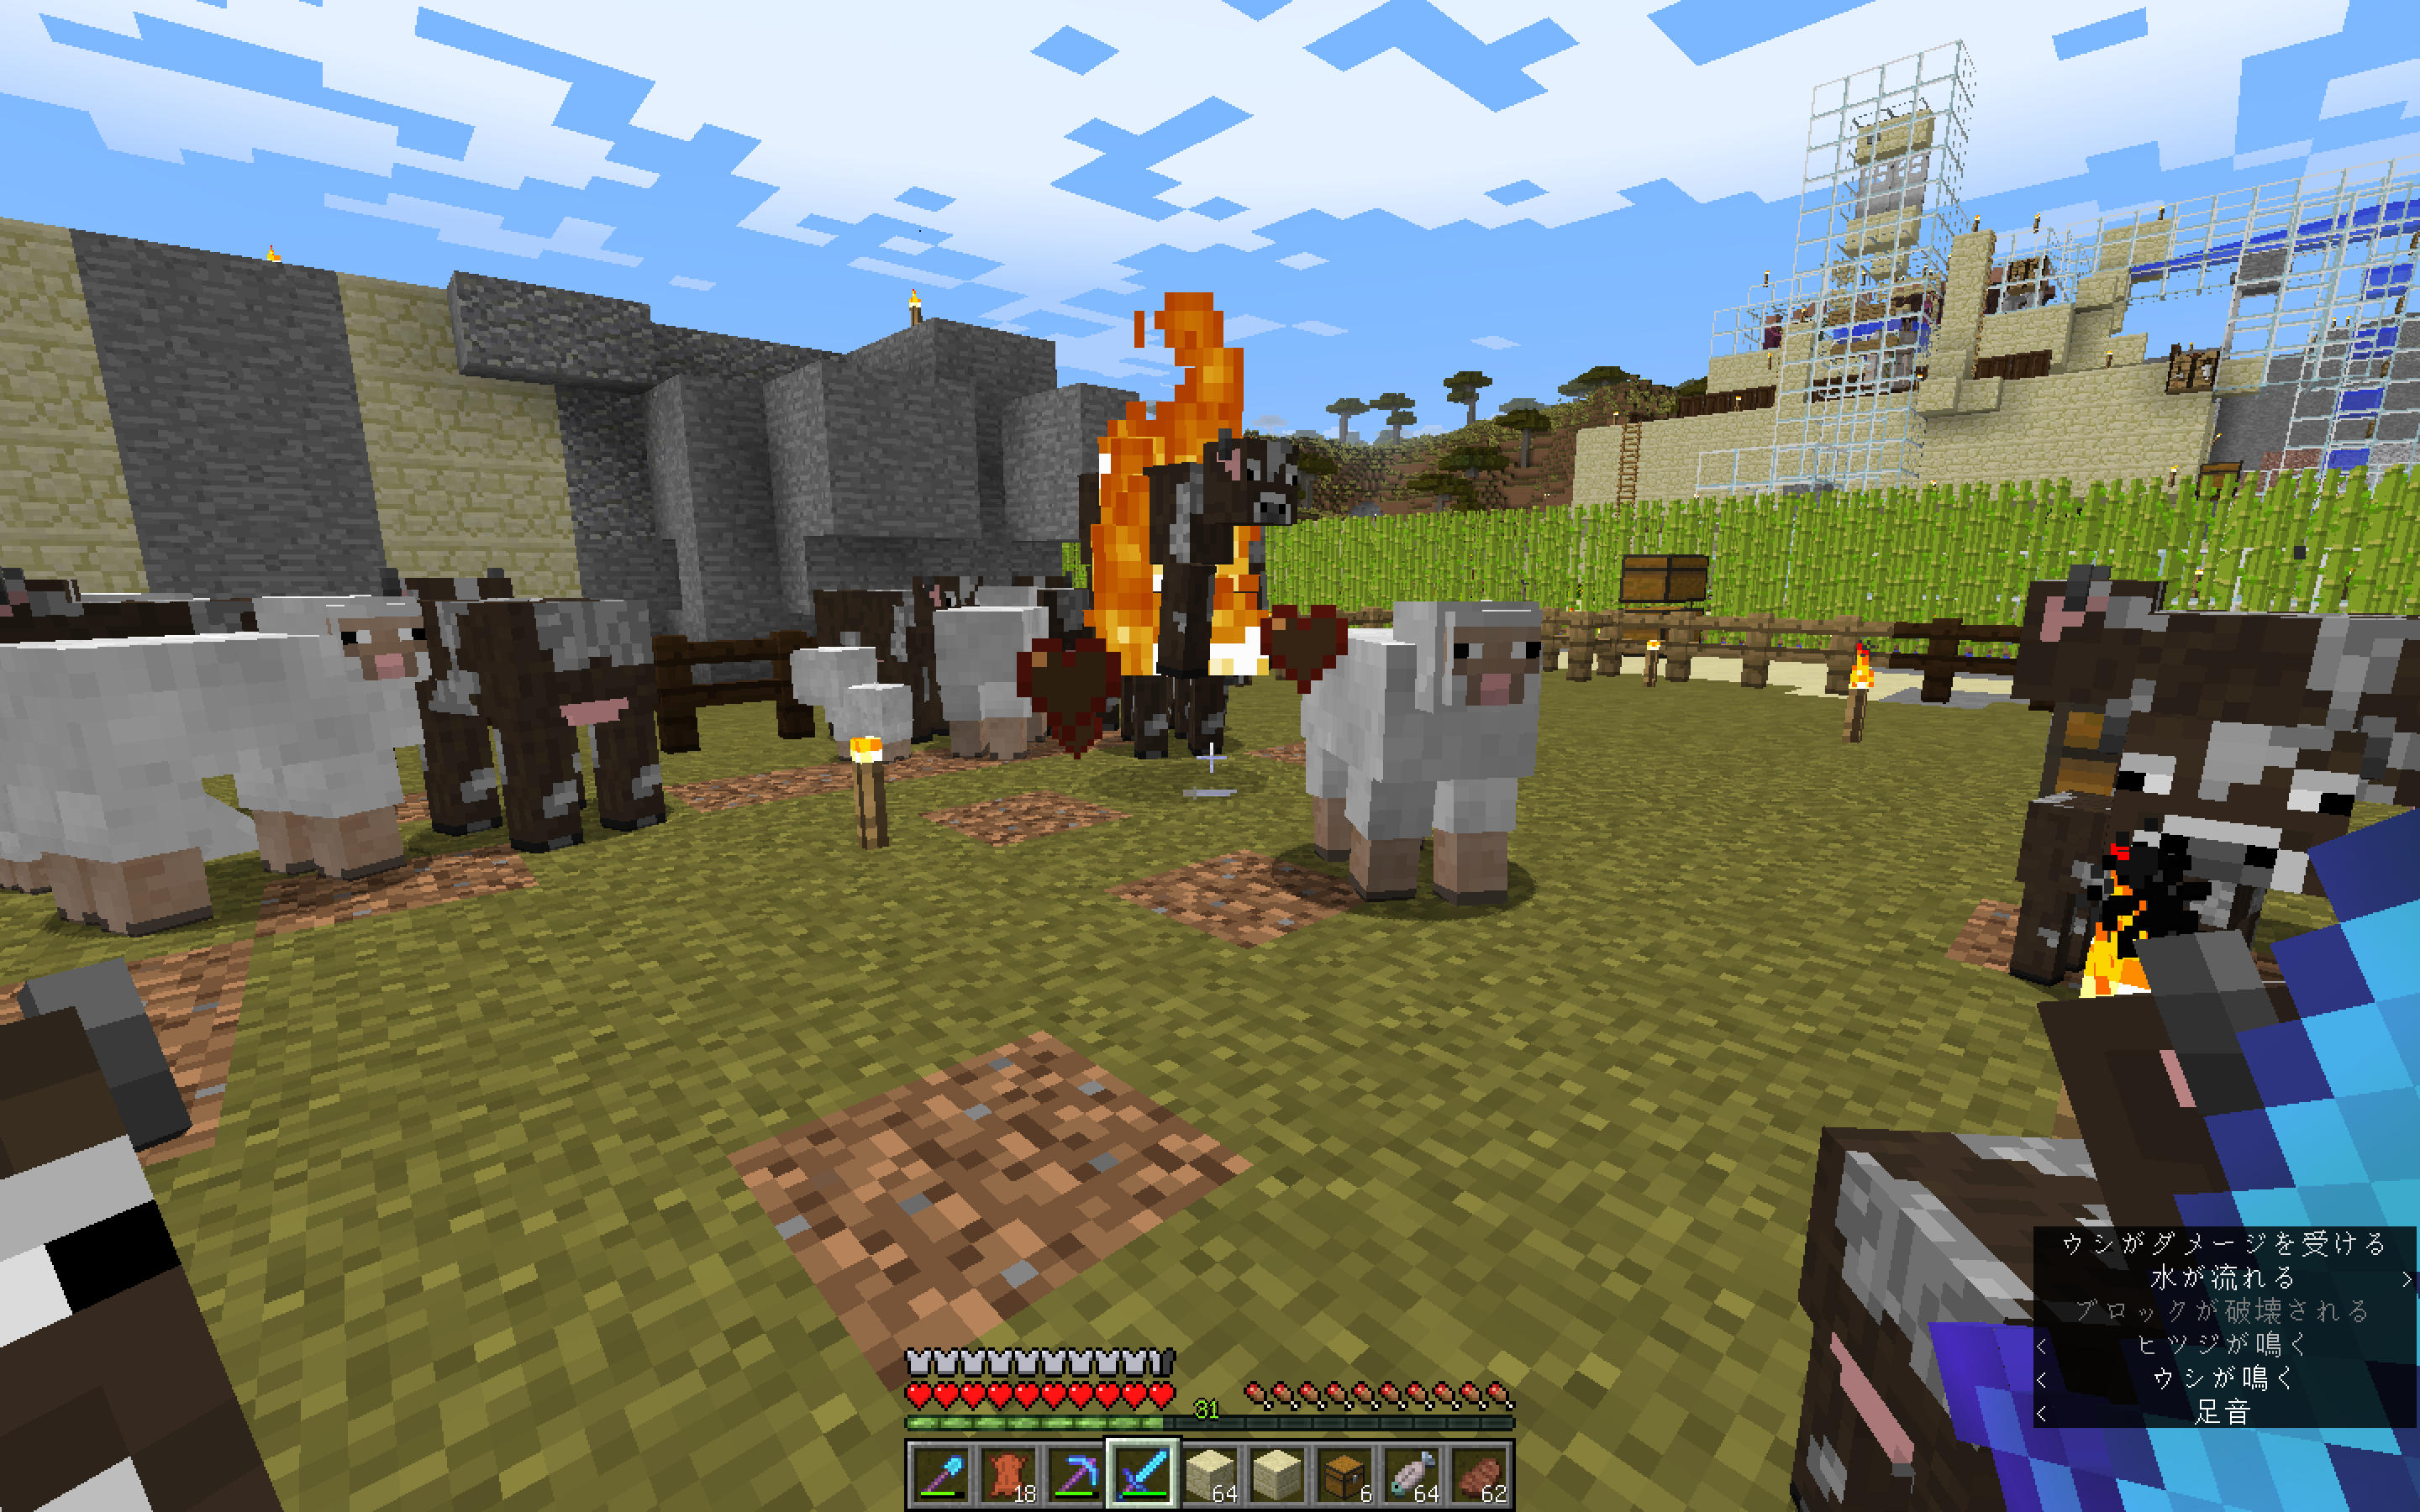 ウシがダメージを受ける
水が流れる >
ブロックが破壊される
< ヒツジが鳴く
< ウシが鳴く
< 足音
31
18 64 6 64 62